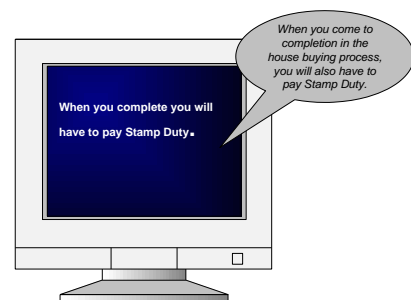 When you come to
completion in the
house buying process,
you will also have to
pay Stamp Duty.
When you complete you will
have to pay Stamp Duty.